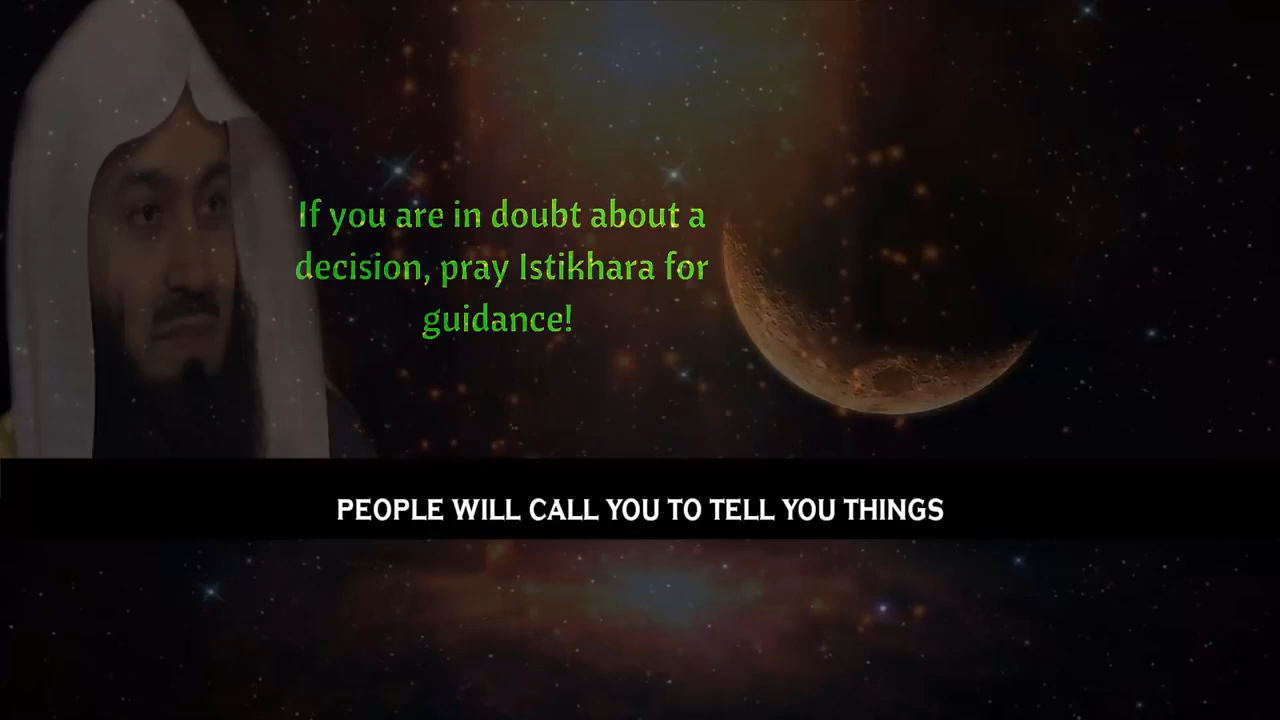 If you are in doubt about a
decision, pray Istikhara for
guidance!
PEOPLE WILL CALL YOU TO TELL YOU THINGS